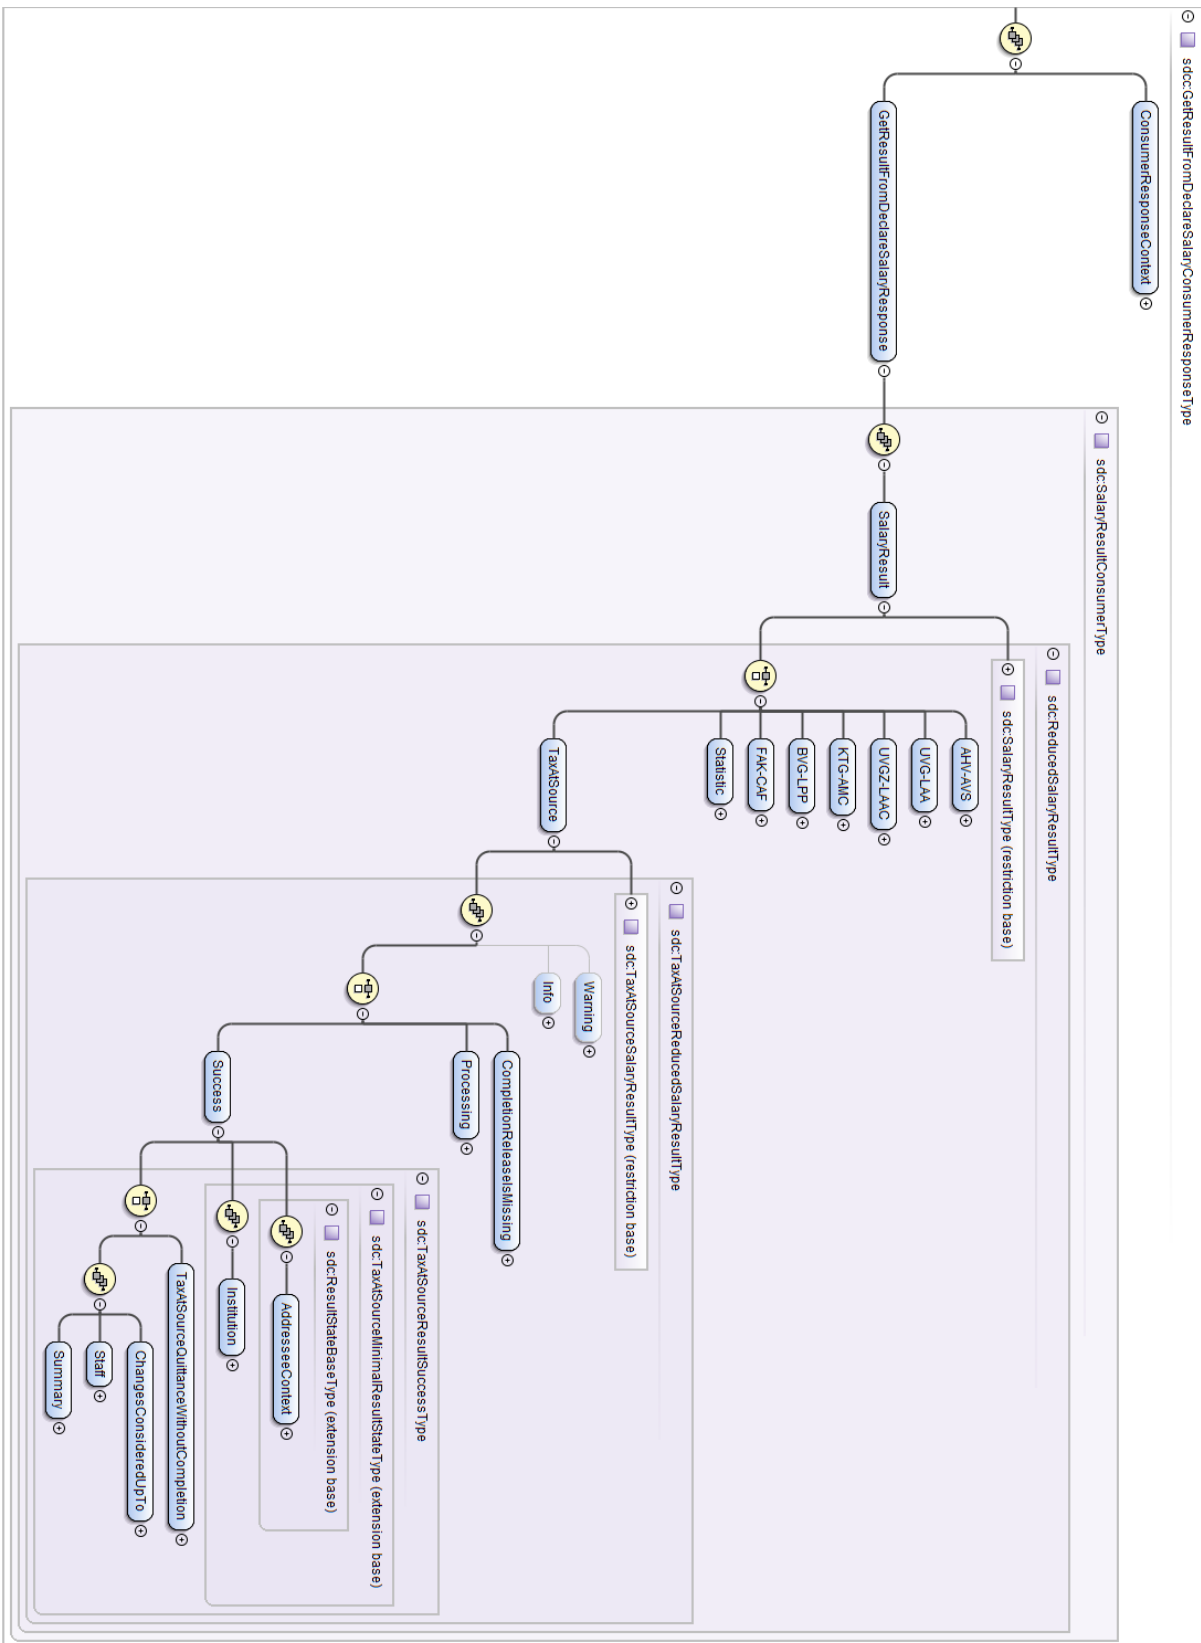 sdcc:GetResultFromDeclareSalaryConsumerResponseType
ConsumerResponseContext
GetResultFromDeclareSalaryResponse
sdc:SalaryResultConsumerType
SalaryResult
sdc:ReducedSalaryResultType
sdc:SalaryResultType (restriction base)
AHV-AVS
UVG-LAA
UVGZ-LAAC
KTG-AMC
BVG-LPP
FAK-CAF
Statistic
TaxAtSource
sdc:TaxAtSourceReducedSalaryResultType
sdc:TaxAtSourceSalaryResultType (restriction base)
Warning
Info
CompletionReleaseIsMissing
Processing
Success
sdc:TaxAtSourceResultSuccessType
sdc:TaxAtSourceMinimalResultStateType (extension base)
sdc:ResultStateBaseType (extension base)
AddresseeContext
Institution
TaxAtSourceQuittanceWithoutCompletion
ChangesConsideredUpTo
Staff
Summary